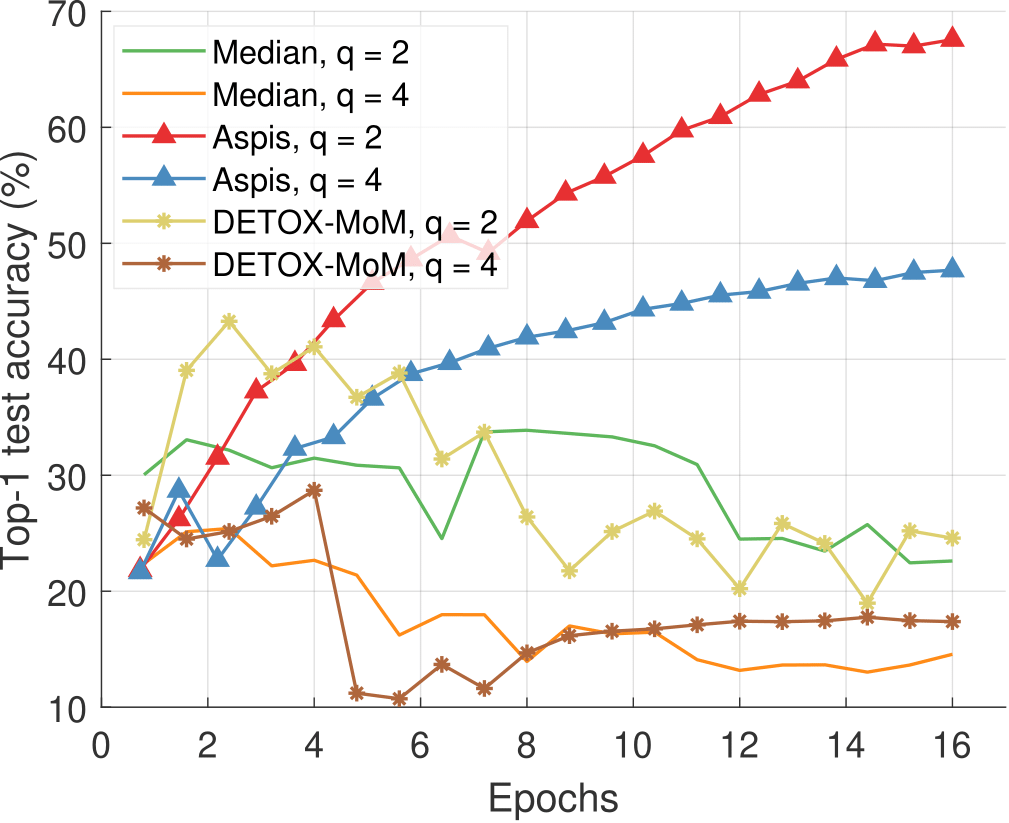 Top-1 test accuracy (%)
70
60
50
40
30
20
10
Median, q = 2
Median, q = 4
Aspis, q = 2
Aspis, q = 4
DETOX-MoM, q = 2
DETOX-MoM, q = 4
0 2 4 6 8 10 12 14 16
Epochs